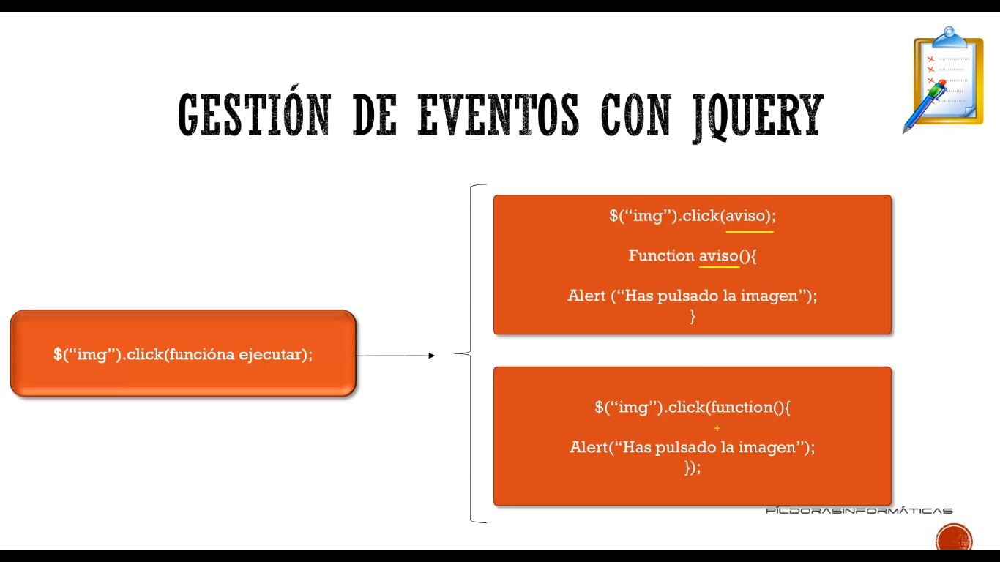 GESTIÓN DE EVENTOS CON JQUERY
$(“img”).click(funcióna ejecutar);
$(“img”).click(aviso);
Function aviso(){
Alert (“Has pulsado la imagen”);
}
$(“img”).click(function(){
Alert(“Has pulsado la imagen”);
});
PÍLDORASINFORMÁTICAS